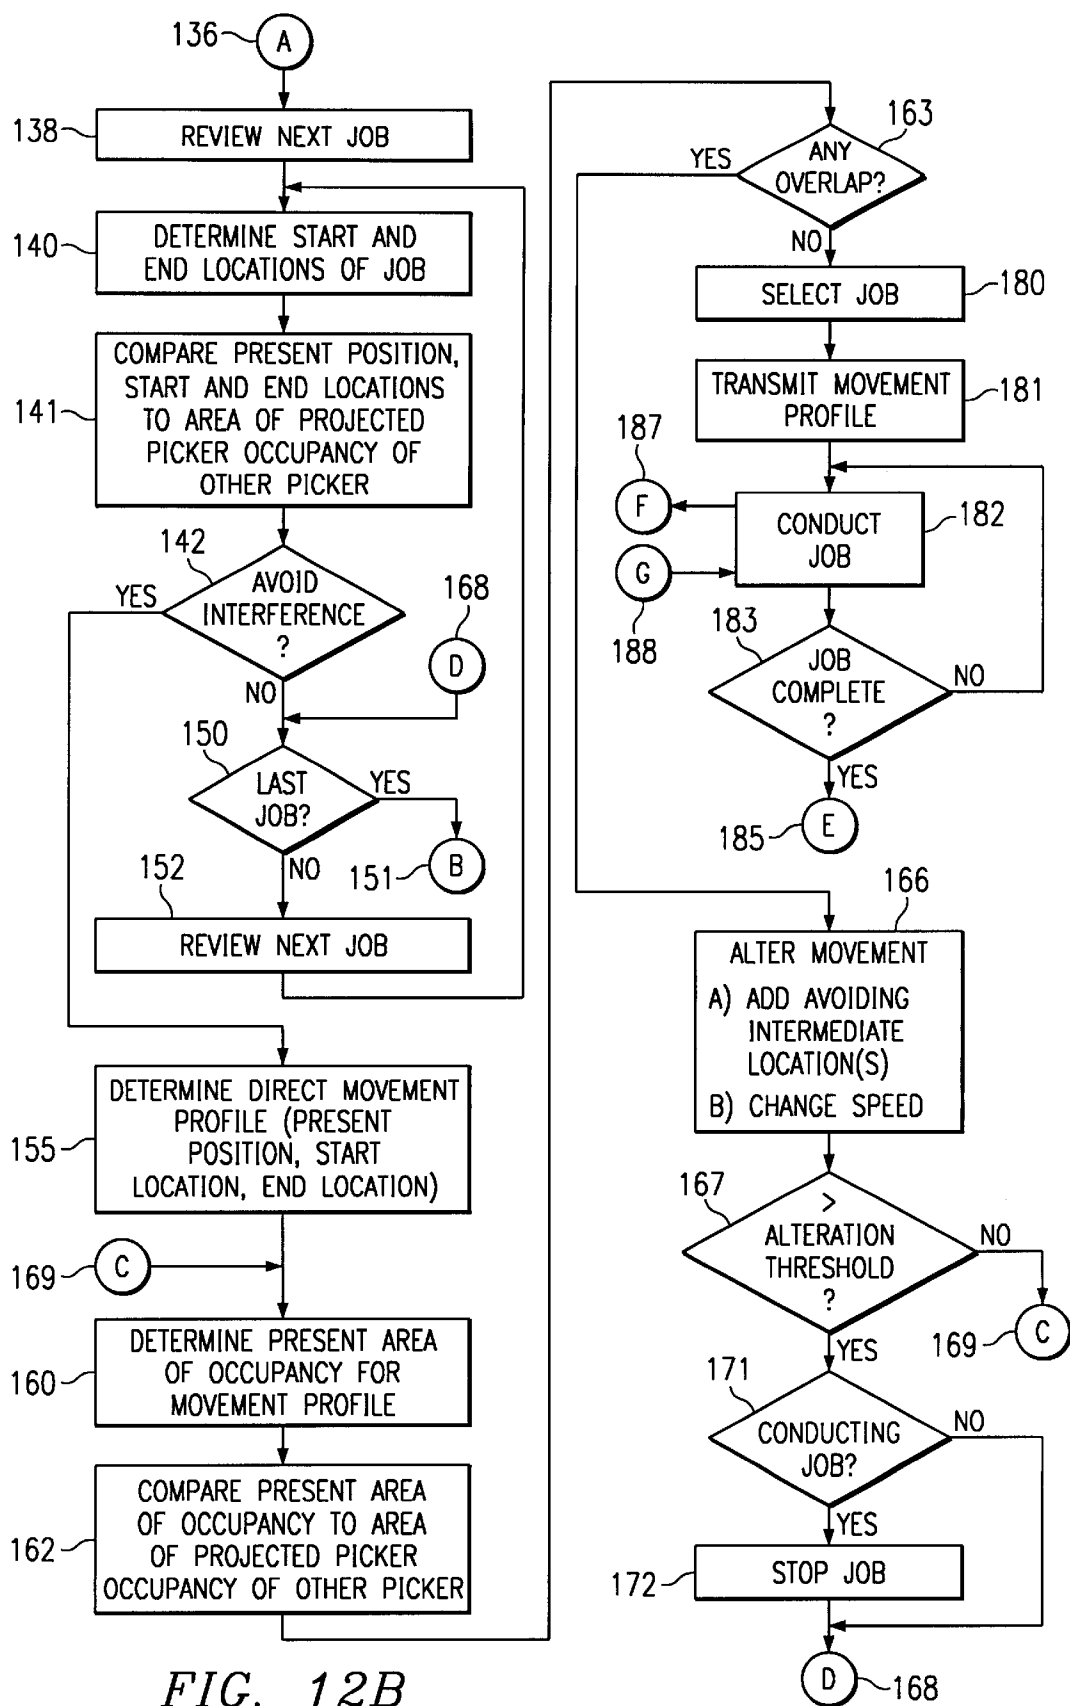 136
A
138
REVIEW NEXT JOB
140
DETERMINE START AND
END LOCATIONS OF JOB
141
COMPARE PRESENT POSITION,
START AND END LOCATIONS
TO AREA OF PROJECTED
PICKER OCCUPANCY OF
OTHER PICKER
142
YES
AVOID
INTERFERENCE
?
NO
168
D
150
LAST
JOB?
YES
NO
151
B
152
REVIEW NEXT JOB
155
DETERMINE DIRECT MOVEMENT
PROFILE (PRESENT
POSITION, START
LOCATION, END LOCATION)
169
C
160
DETERMINE PRESENT AREA
OF OCCUPANCY FOR
MOVEMENT PROFILE
162
COMPARE PRESENT AREA
OF OCCUPANCY TO AREA
OF PROJECTED PICKER
OCCUPANCY OF OTHER PICKER
163
YES
ANY
OVERLAP?
NO
SELECT JOB
180
TRANSMIT MOVEMENT
PROFILE
181
187
F
CONDUCT
JOB
182
G
188
183
JOB
COMPLETE
?
NO
YES
185
E
166
ALTER MOVEMENT
A) ADD AVOIDING
INTERMEDIATE
LOCATION(S)
B) CHANGE SPEED
167
>
ALTERATION
THRESHOLD
?
NO
YES
169
C
171
CONDUCTING
JOB?
NO
YES
172
STOP JOB
D
168
FIG. 12B